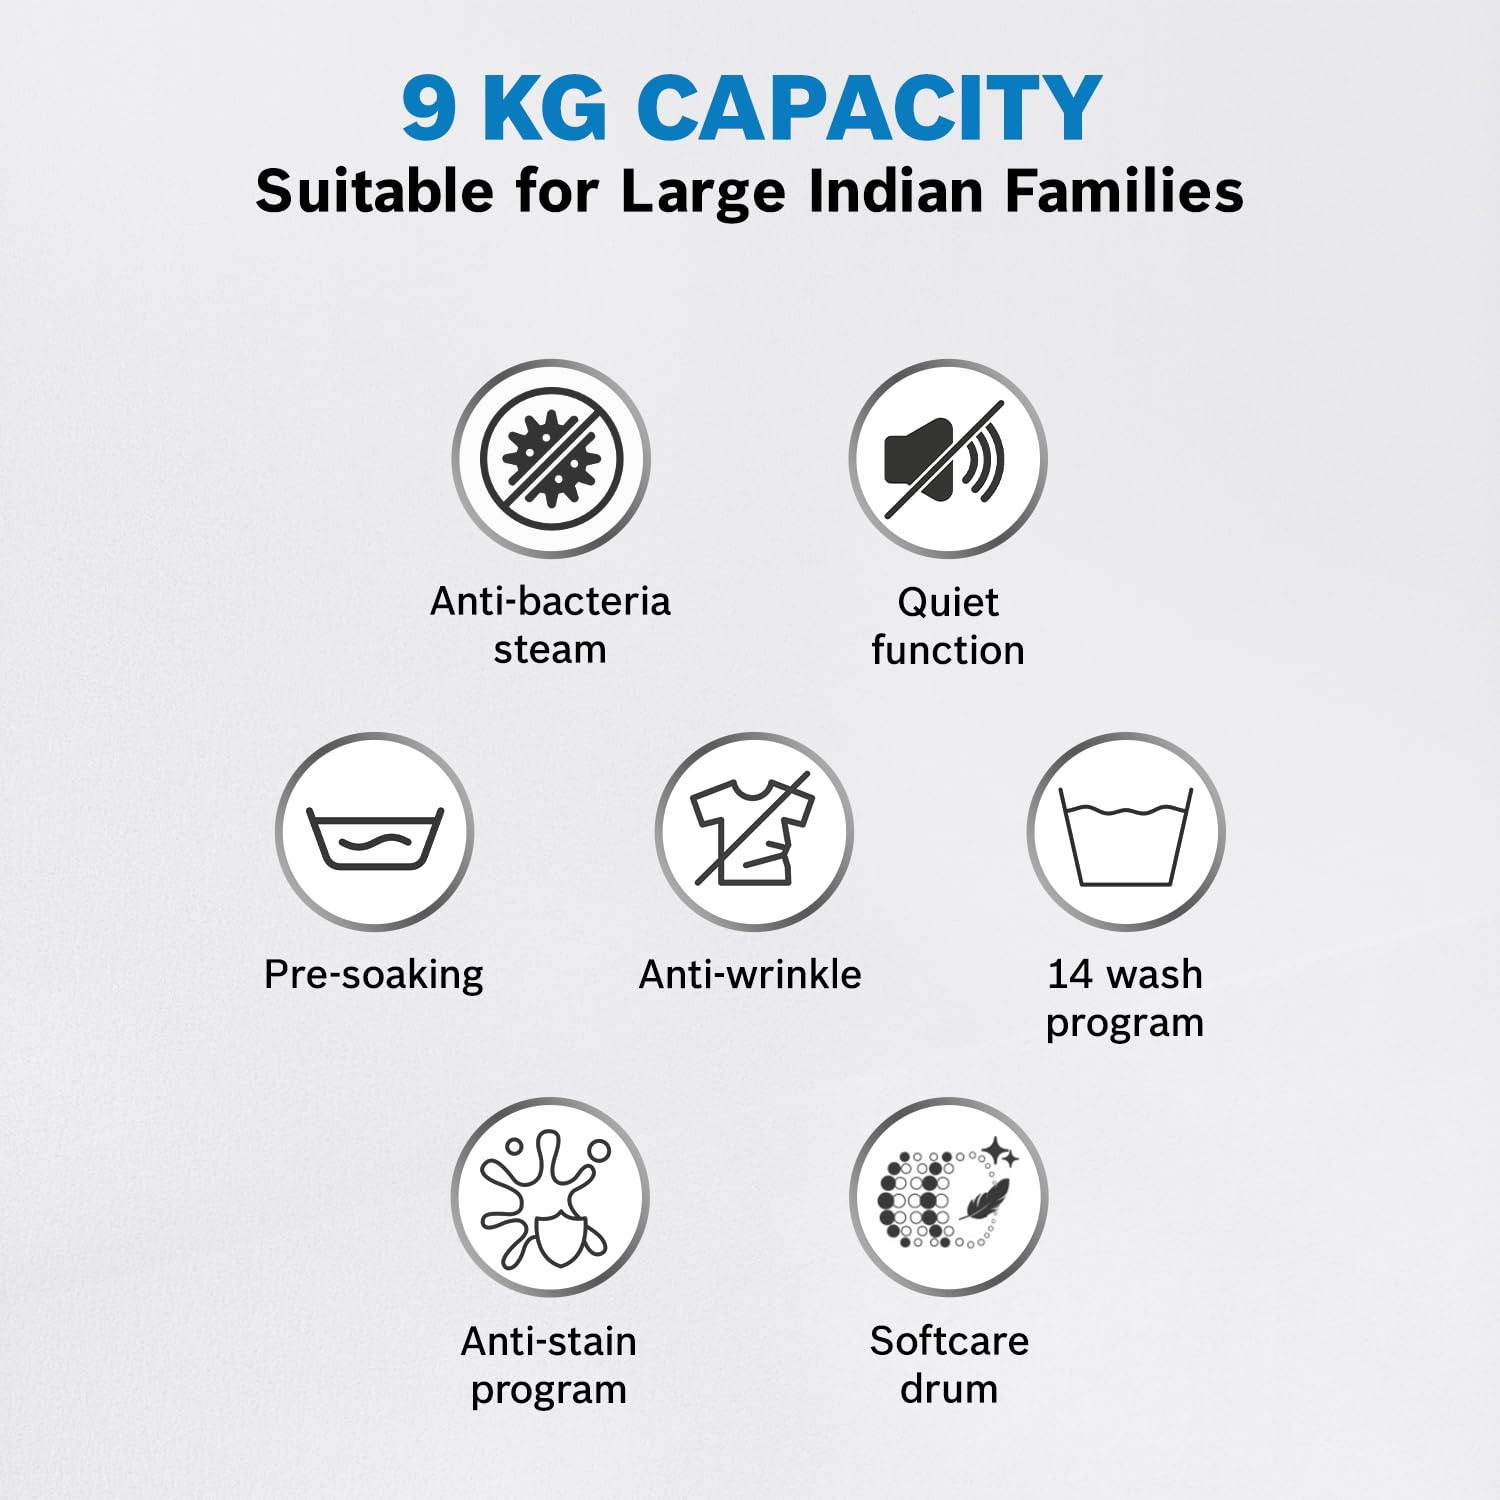 9 KG CAPACITY
Suitable for Large Indian Families
Anti-bacteria
steam
Quiet
function
Pre-soaking
Anti-wrinkle
14 wash
program
Anti-stain
program
Softcare
drum